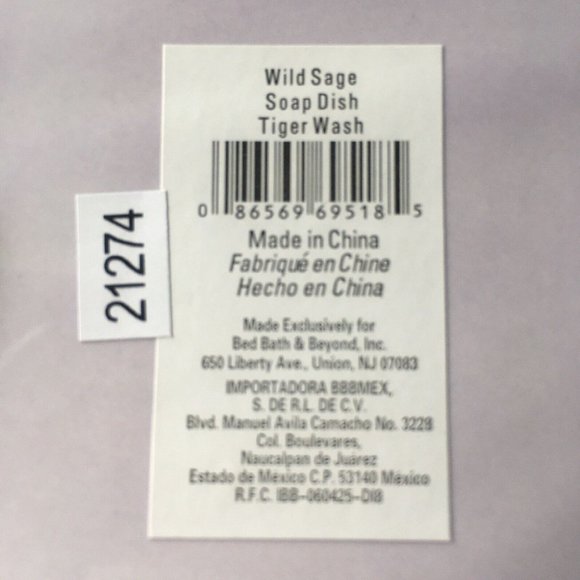 Wild Sage
Soap Dish
Tiger Wash
0 86569 69518 5
21274
Made in China
Fabriqué en Chine
Hecho en China
Made Exclusively for
Bed Bath & Beyond, Inc.
650 Liberty Ave., Union, NJ 07083
IMPORTADORA BBBMEX,
S. DE R.L. DE C.V.
Blvd. Manuel Avila Camacho No. 3228
Col. Boulevares,
Naucalpan de Juárez
Estado de Mexico C.P. 53140 México
R.F.C. IBB-060425-DI8